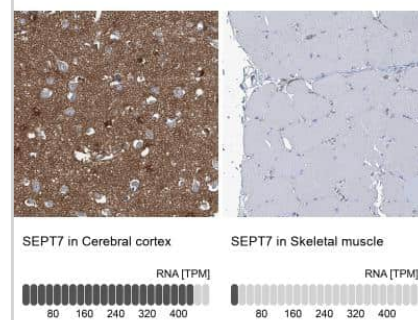 SEPT7 in Cerebral cortex
RNA [TPM]
80 160 240 320 400
SEPT7 in Skeletal muscle
RNA [TPM]
80 160 240 320 400